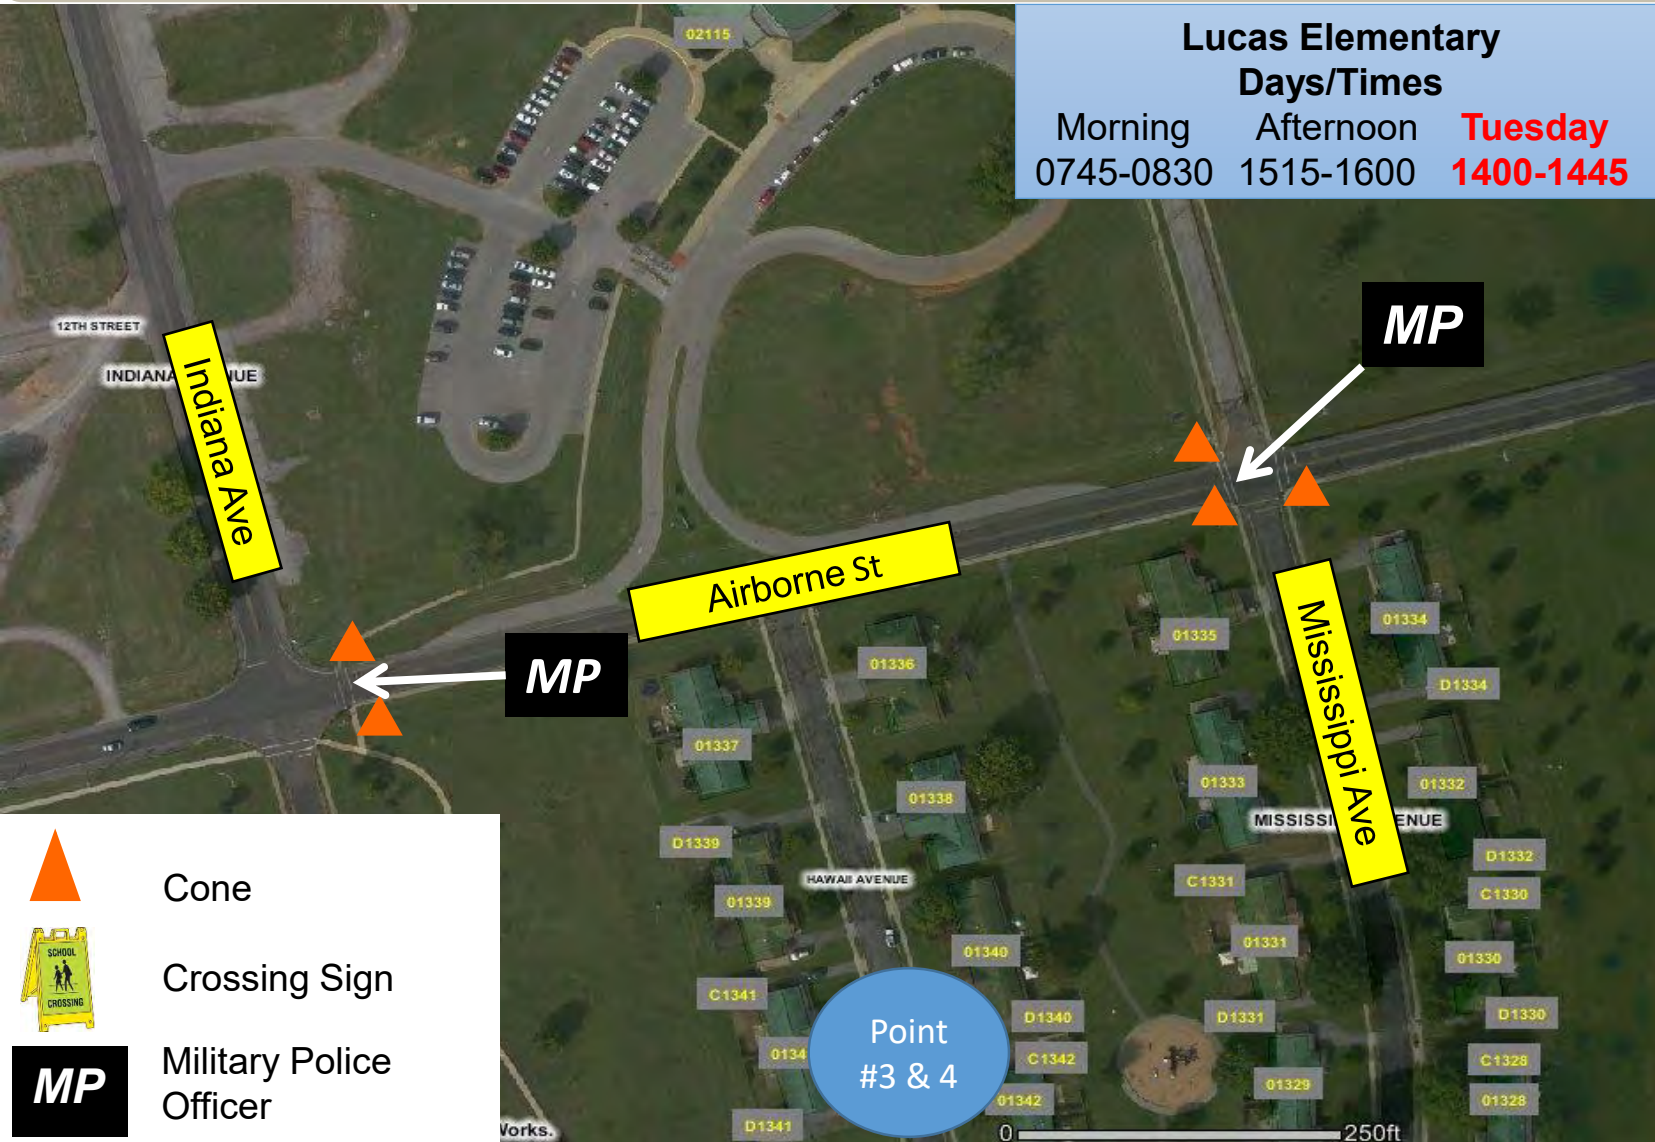 02115
Lucas Elementary
Days/Times
Morning Afternoon Tuesday
0745-0830 1515-1600 1400-1445
12TH STREET
INDIANA UE
Indiana Ave
MP
Airborne St
MP
01335
01334
01336
D1334
Mississippi Ave
01337
01333
01332
01338
MISSISSI ENUE
D1339
D1332
HAWAII AVENUE
C1331
C1330
01339
01331
01340
01330
C1341
D1340
D1331
D1330
Point
#3 & 4
0134
C1342
C1328
01329
01342
01328
D1341
Works.
0 250ft
Cone
SCHOOL
CROSSING
Crossing Sign
MP
Military Police
Officer